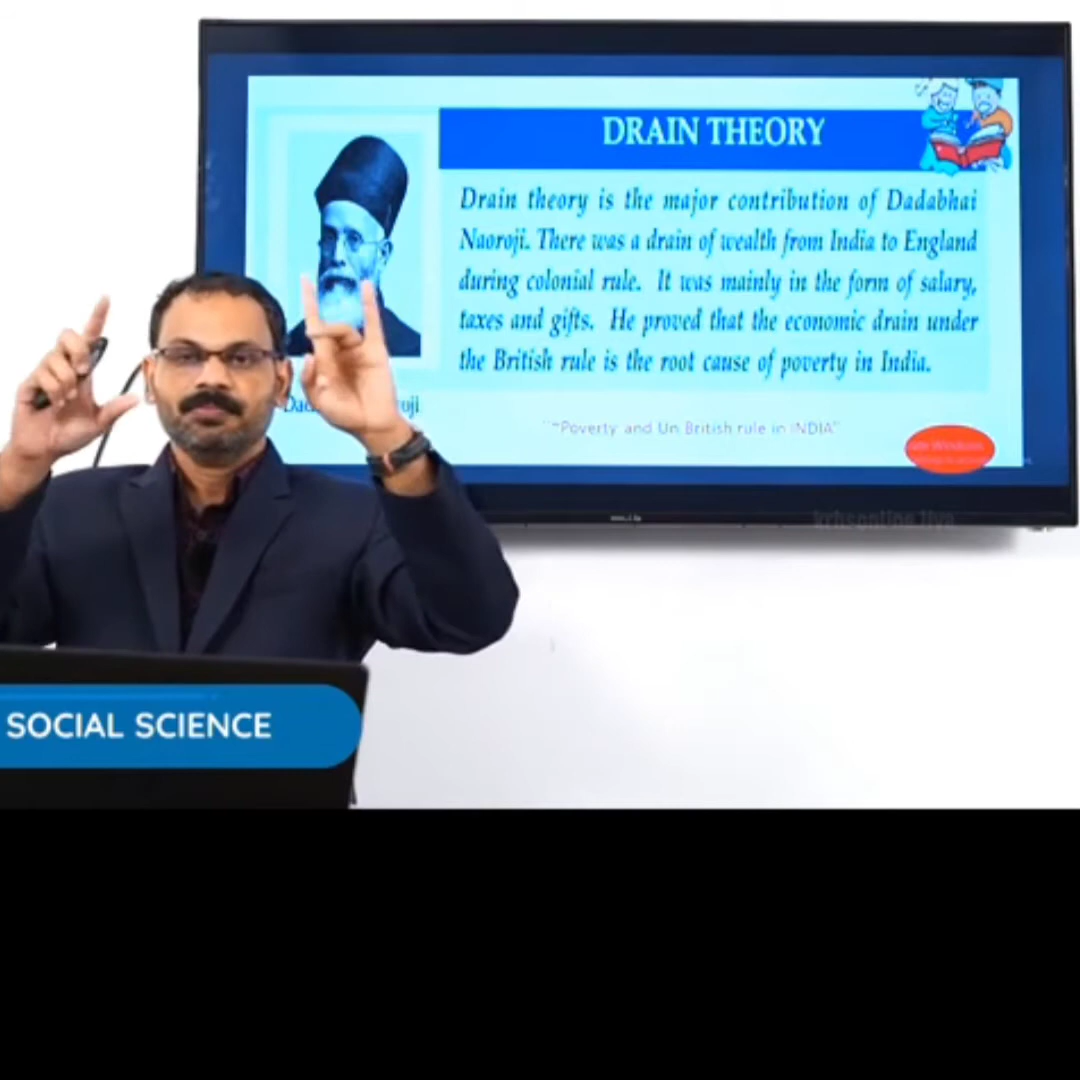 DRAIN THEORY
Drain theory is the major contribution of Dadabhai
Naoroji. There was a drain of wealth from India to England
during colonial rule. It was mainly in the form of salary,
taxes and gifts. He proved that the economic drain under
the British rule is the root cause of poverty in India.
"Poverty and Un British rule in INDIA"
SOCIAL SCIENCE